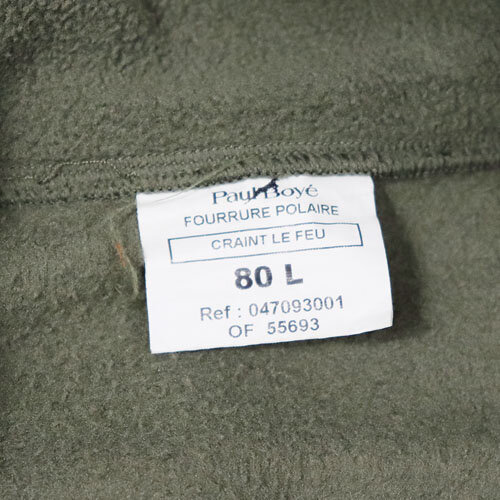 Paul Boyé
FOURRURE POLAIRE
CRAINT LE FEU
80 L
Ref : 047093001
OF 55693